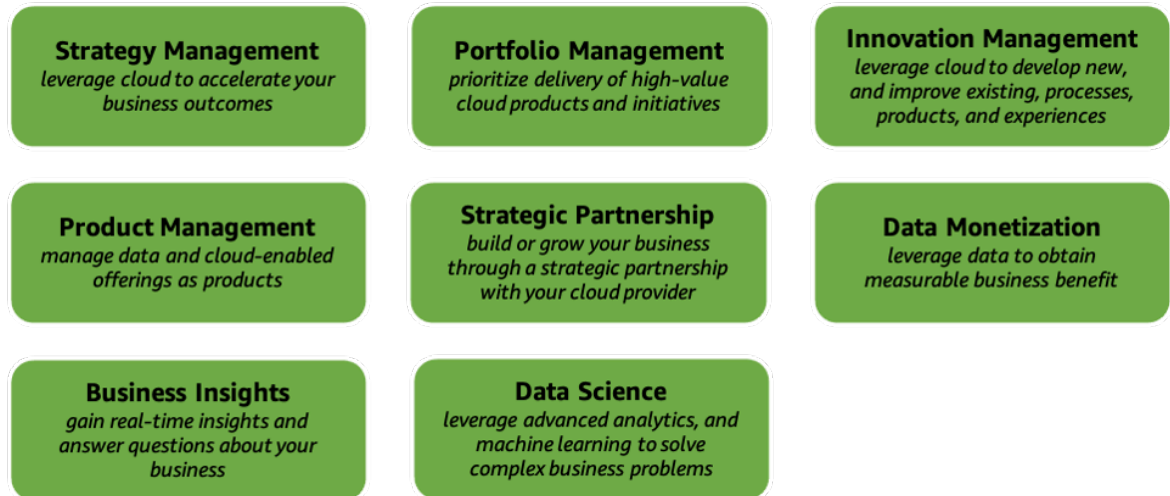 Strategy Management
leverage cloud to accelerate your
business outcomes
Portfolio Management
prioritize delivery of high-value
cloud products and initiatives
Innovation Management
leverage cloud to develop new,
and improve existing, processes,
products, and experiences
Product Management
manage data and cloud-enabled
offerings as products
Strategic Partnership
build or grow your business
through a strategic partnership
with your cloud provider
Data Monetization
leverage data to obtain
measurable business benefit
Business Insights
gain real-time insights and
answer questions about your
business
Data Science
leverage advanced analytics, and
machine learning to solve
complex business problems